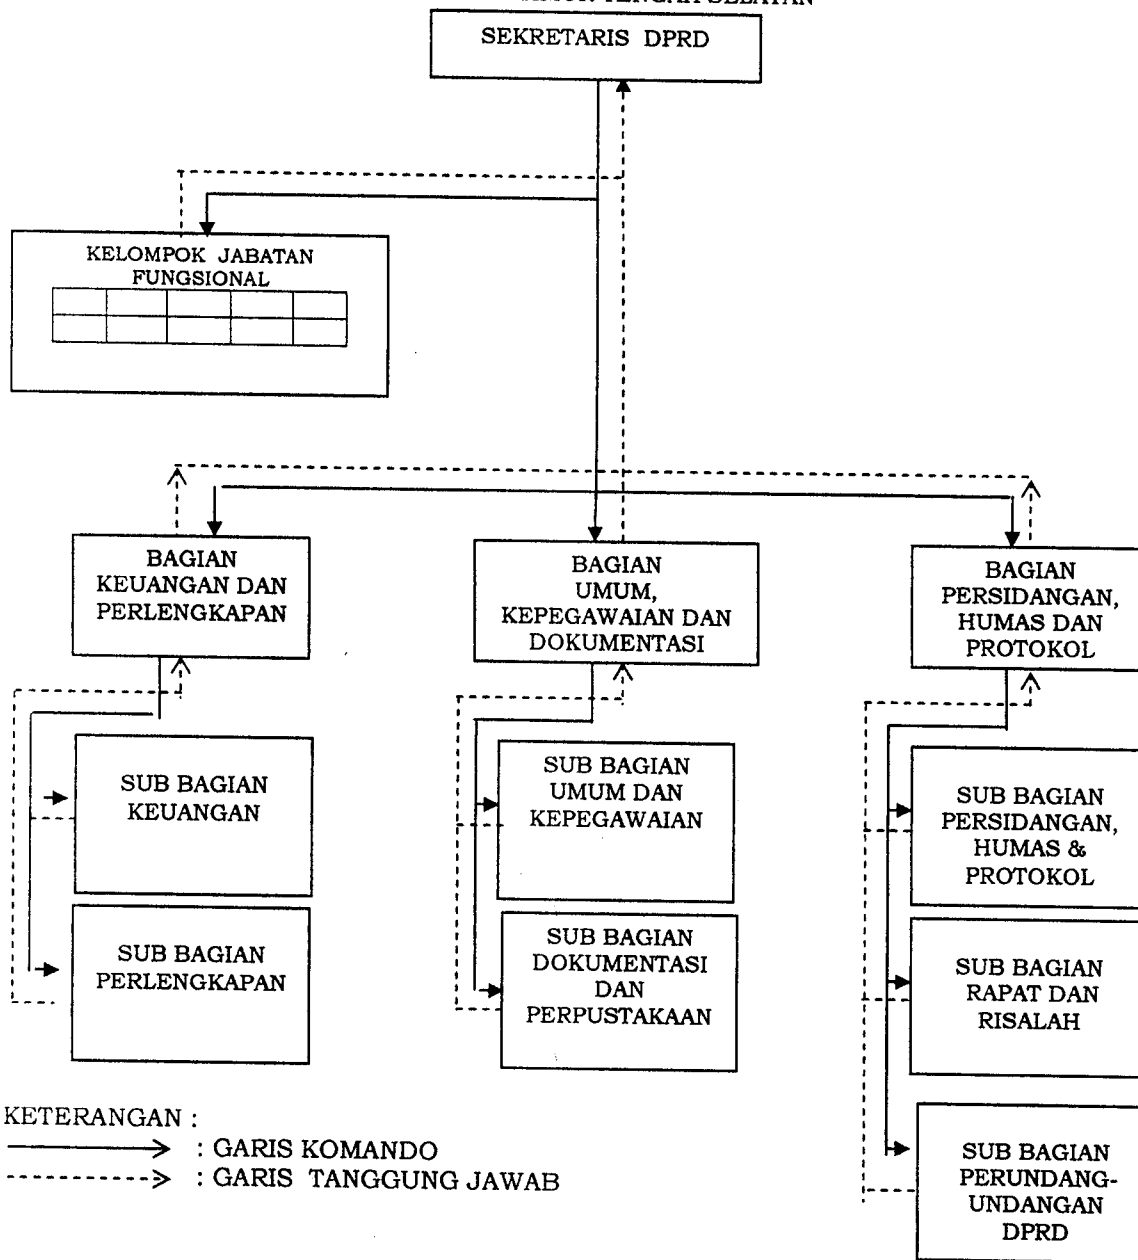 TENGAH SELATAN
SEKRETARIS DPRD
KELOMPOK JABATAN
FUNGSIONAL
BAGIAN
KEUANGAN DAN
PERLENGKAPAN
BAGIAN
UMUM,
KEPEGAWAIAN DAN
DOKUMENTASI
BAGIAN
PERSIDANGAN,
HUMAS DAN
PROTOKOL
SUB BAGIAN
KEUANGAN
SUB BAGIAN
UMUM DAN
KEPEGAWAIAN
SUB BAGIAN
PERSIDANGAN,
HUMAS &
PROTOKOL
SUB BAGIAN
PERLENGKAPAN
SUB BAGIAN
DOKUMENTASI
DAN
PERPUSTAKAAN
SUB BAGIAN
RAPAT DAN
RISALAH
SUB BAGIAN
PERUNDANG-
UNDANGAN
DPRD
KETERANGAN :
: GARIS KOMANDO
: GARIS TANGGUNG JAWAB